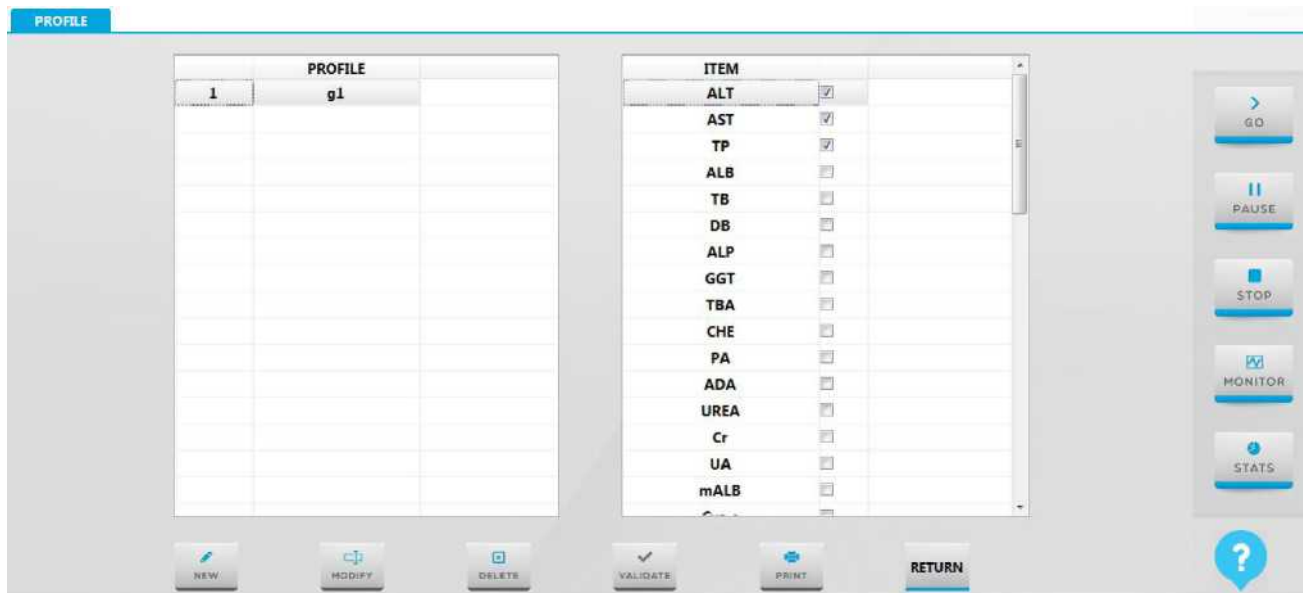 PROFILE
PROFILE
1 g1
ITEM
ALT
AST
TP
ALB
TB
DB
ALP
GGT
TBA
CHE
PA
ADA
UREA
Cr
UA
mALB
GO
PAUSE
STOP
MONITOR
STATS
NEW
MODIFY
DELETE
VALIDATE
PRINT
RETURN
?